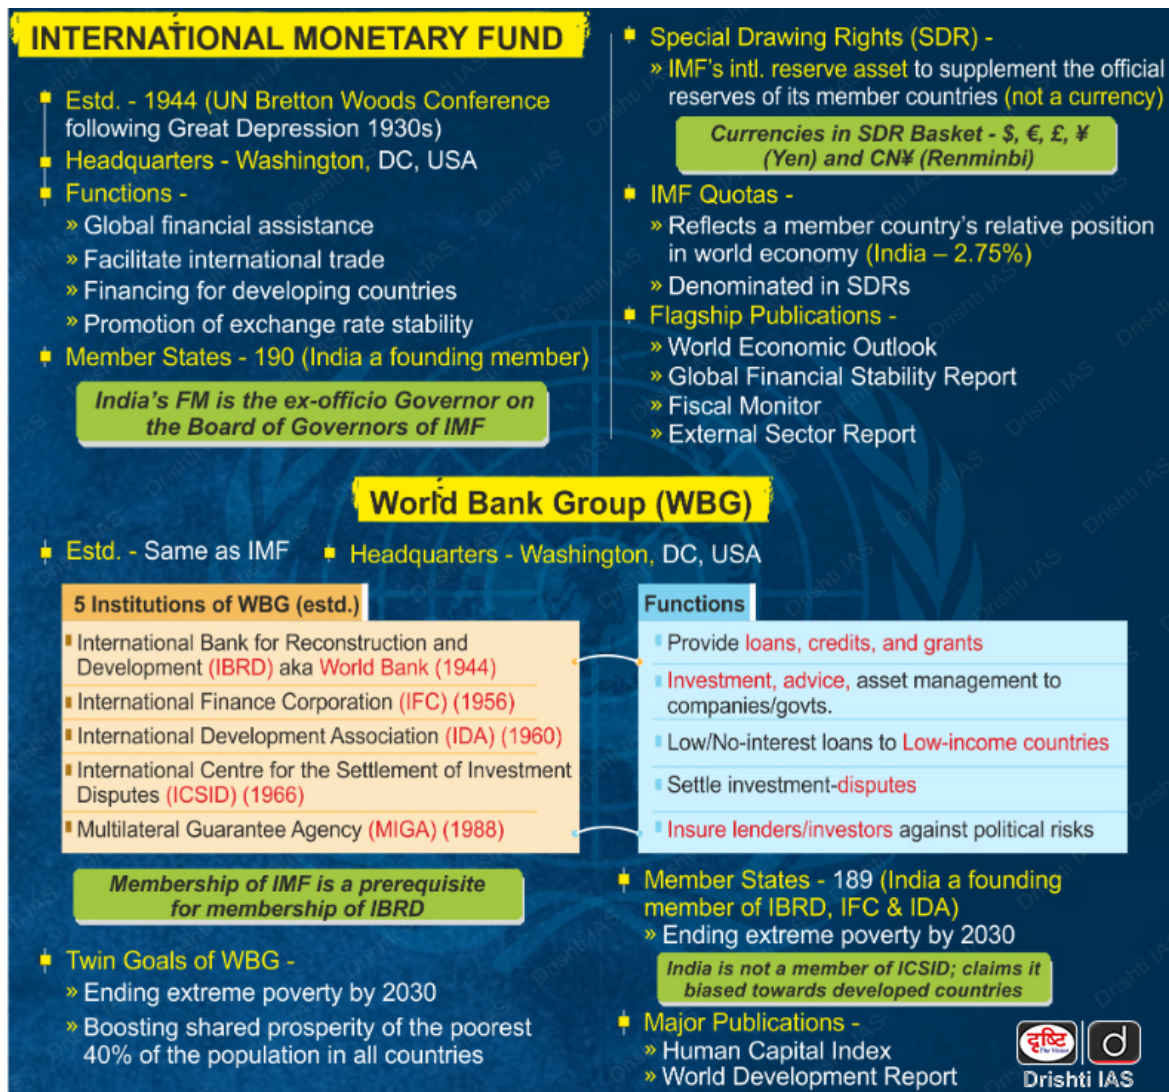 INTERNATIONAL MONETARY FUND
Estd. - 1944 (UN Bretton Woods Conference
following Great Depression 1930s)
Headquarters - Washington, DC, USA
Functions -
» Global financial assistance
» Facilitate international trade
» Financing for developing countries
» Promotion of exchange rate stability
Member States - 190 (India a founding member)
India's FM is the ex-officio Governor on
the Board of Governors of IMF
Special Drawing Rights (SDR) -
» IMF's intl. reserve asset to supplement the official
reserves of its member countries (not a currency)
Currencies in SDR Basket - $, €, £, ¥
(Yen) and CN¥ (Renminbi)
IMF Quotas -
» Reflects a member country's relative position
in world economy (India – 2.75%)
» Denominated in SDRs
Flagship Publications -
» World Economic Outlook
» Global Financial Stability Report
» Fiscal Monitor
» External Sector Report
World Bank Group (WBG)
Estd. - Same as IMF
Headquarters - Washington, DC, USA
5 Institutions of WBG (estd.)
International Bank for Reconstruction and
Development (IBRD) aka World Bank (1944)
International Finance Corporation (IFC) (1956)
International Development Association (IDA) (1960)
International Centre for the Settlement of Investment
Disputes (ICSID) (1966)
Multilateral Guarantee Agency (MIGA) (1988)
Functions
Provide loans, credits, and grants
Investment, advice, asset management to
companies/govts.
Low/No-interest loans to Low-income countries
Settle investment-disputes
Insure lenders/investors against political risks
Membership of IMF is a prerequisite
for membership of IBRD
Twin Goals of WBG -
» Ending extreme poverty by 2030
» Boosting shared prosperity of the poorest
40% of the population in all countries
Member States - 189 (India a founding
member of IBRD, IFC & IDA)
» Ending extreme poverty by 2030
India is not a member of ICSID; claims it
biased towards developed countries
Major Publications -
» Human Capital Index
» World Development Report
दृष्टि
The Vision
Drishti IAS